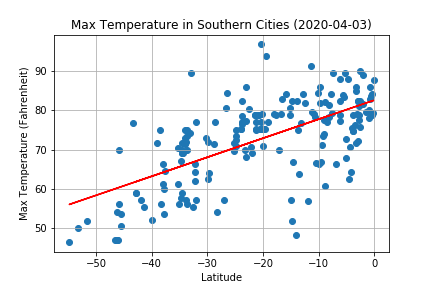 Max Temperature in Southern Cities (2020-04-03)
Max Temperature (Fahrenheit)
90
80
70
60
50
−50 −40 −30 −20 −10 0
Latitude